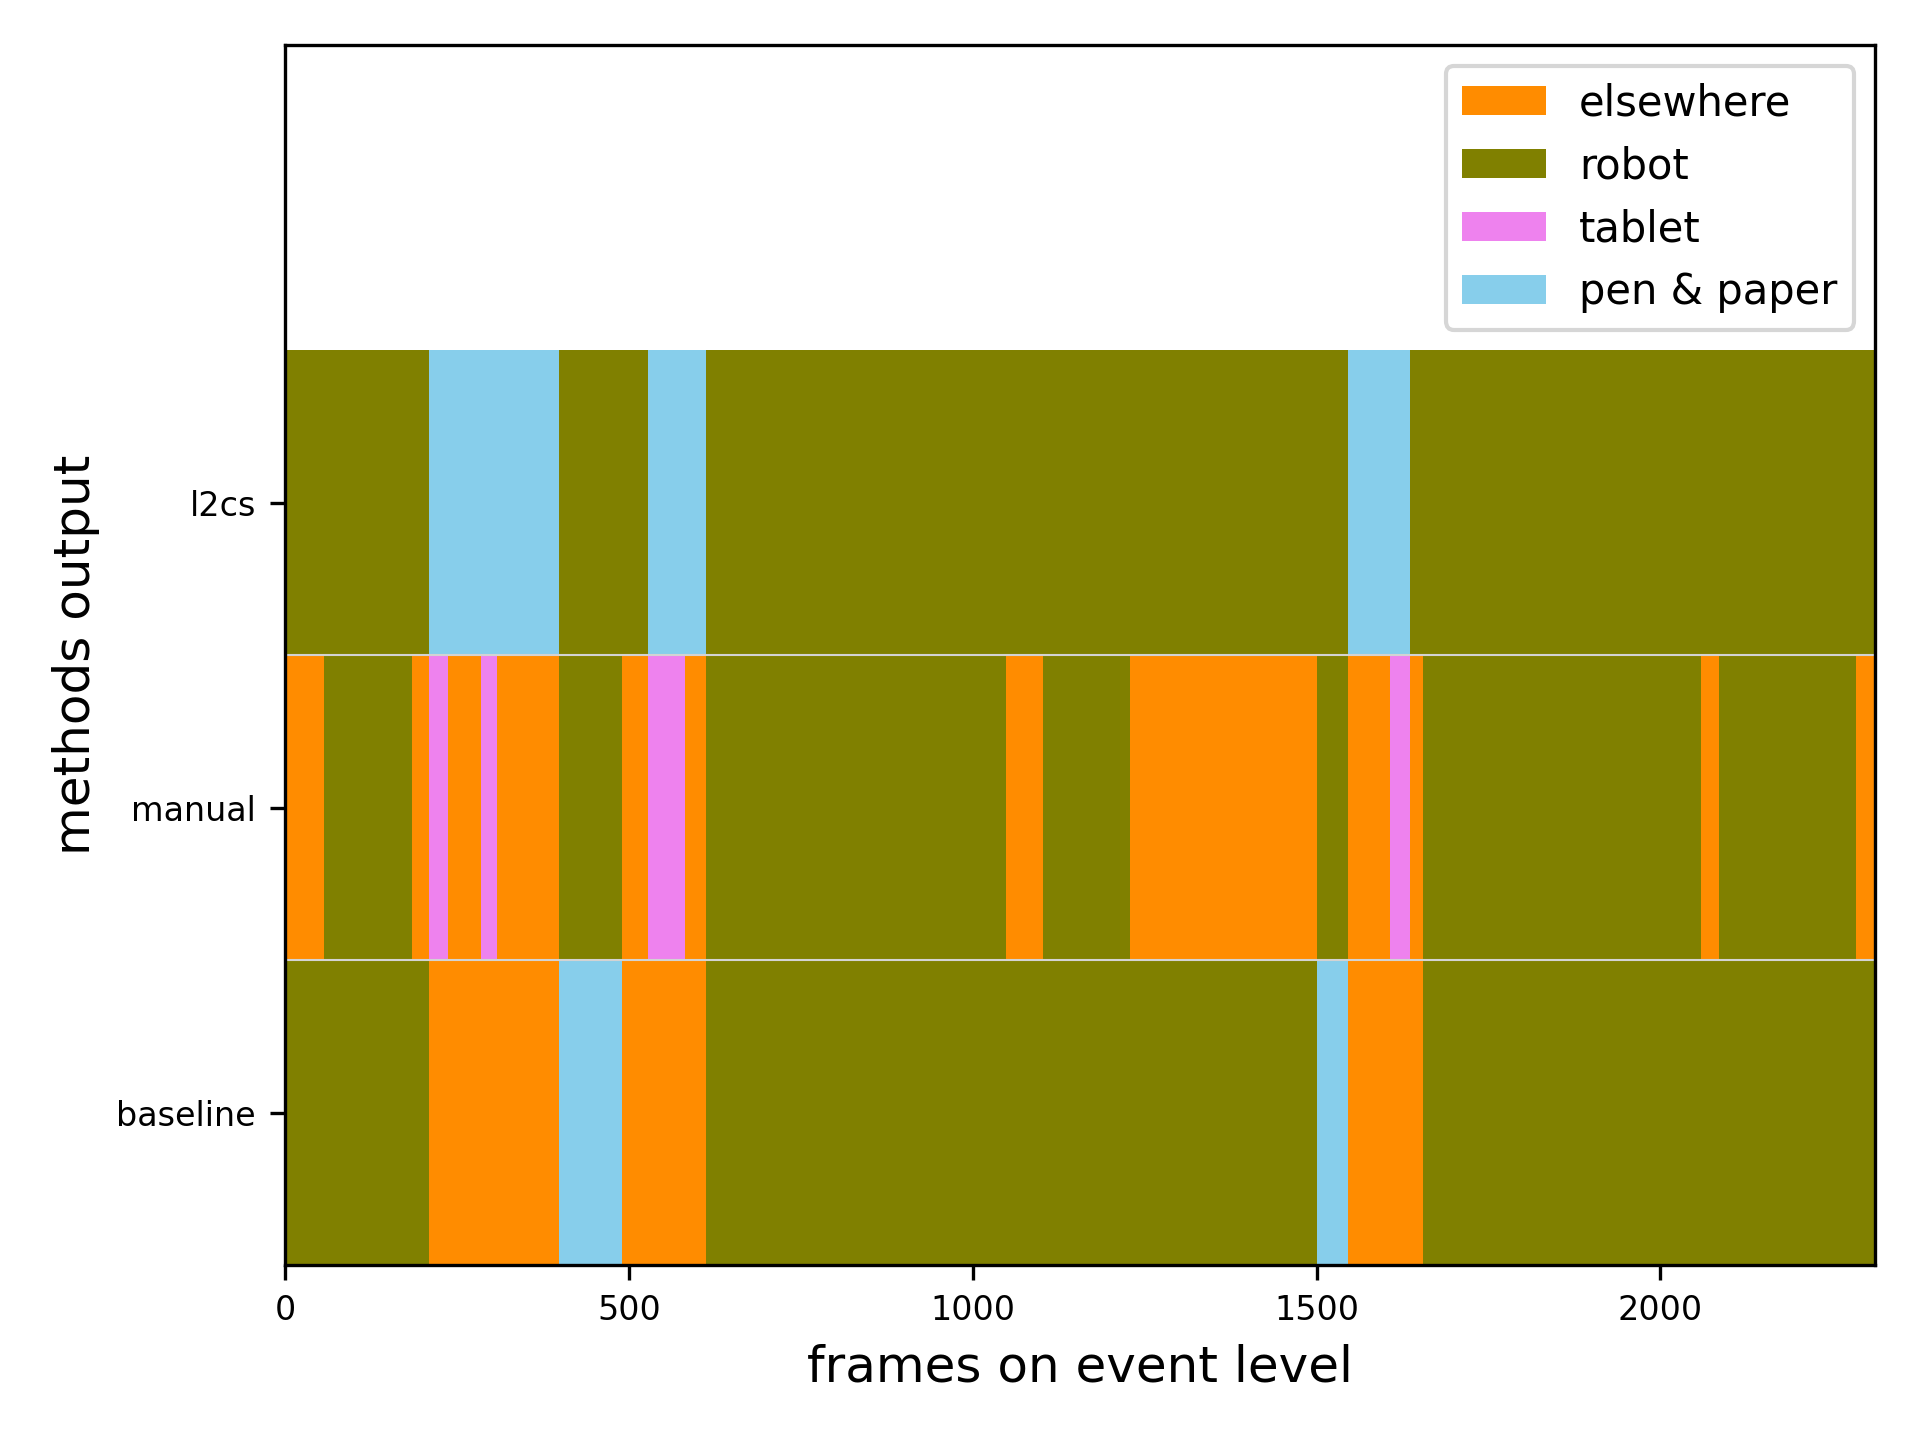 elsewhere
robot
tablet
pen & paper
methods output
l2cs
manual
baseline
0 500 1000 1500 2000
frames on event level